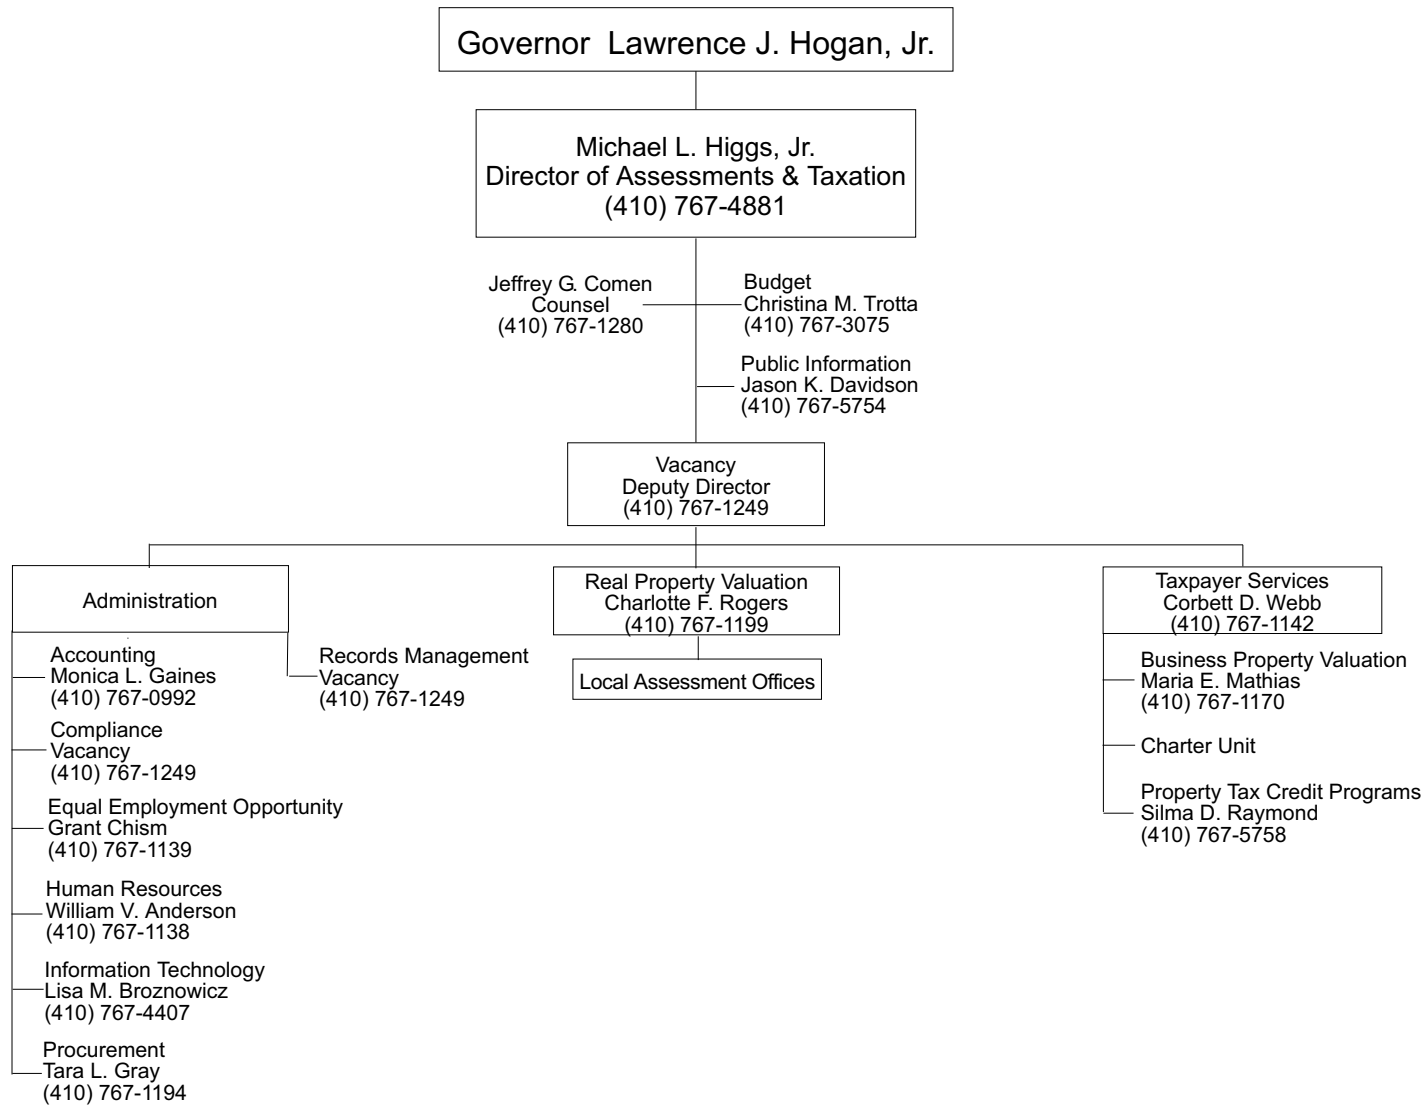 Governor Lawrence J. Hogan, Jr.
Michael L. Higgs, Jr.
Director of Assessments & Taxation
(410) 767-4881
Jeffrey G. Comen
Counsel
(410) 767-1280
Budget
Christina M. Trotta
(410) 767-3075
Public Information
Jason K. Davidson
(410) 767-5754
Vacancy
Deputy Director
(410) 767-1249
Administration
Accounting
Monica L. Gaines
(410) 767-0992
Compliance
Vacancy
(410) 767-1249
Equal Employment Opportunity
Grant Chism
(410) 767-1139
Human Resources
William V. Anderson
(410) 767-1138
Information Technology
Lisa M. Broznowicz
(410) 767-4407
Procurement
Tara L. Gray
(410) 767-1194
Records Management
Vacancy
(410) 767-1249
Real Property Valuation
Charlotte F. Rogers
(410) 767-1199
Local Assessment Offices
Taxpayer Services
Corbett D. Webb
(410) 767-1142
Business Property Valuation
Maria E. Mathias
(410) 767-1170
Charter Unit
Property Tax Credit Programs
Silma D. Raymond
(410) 767-5758